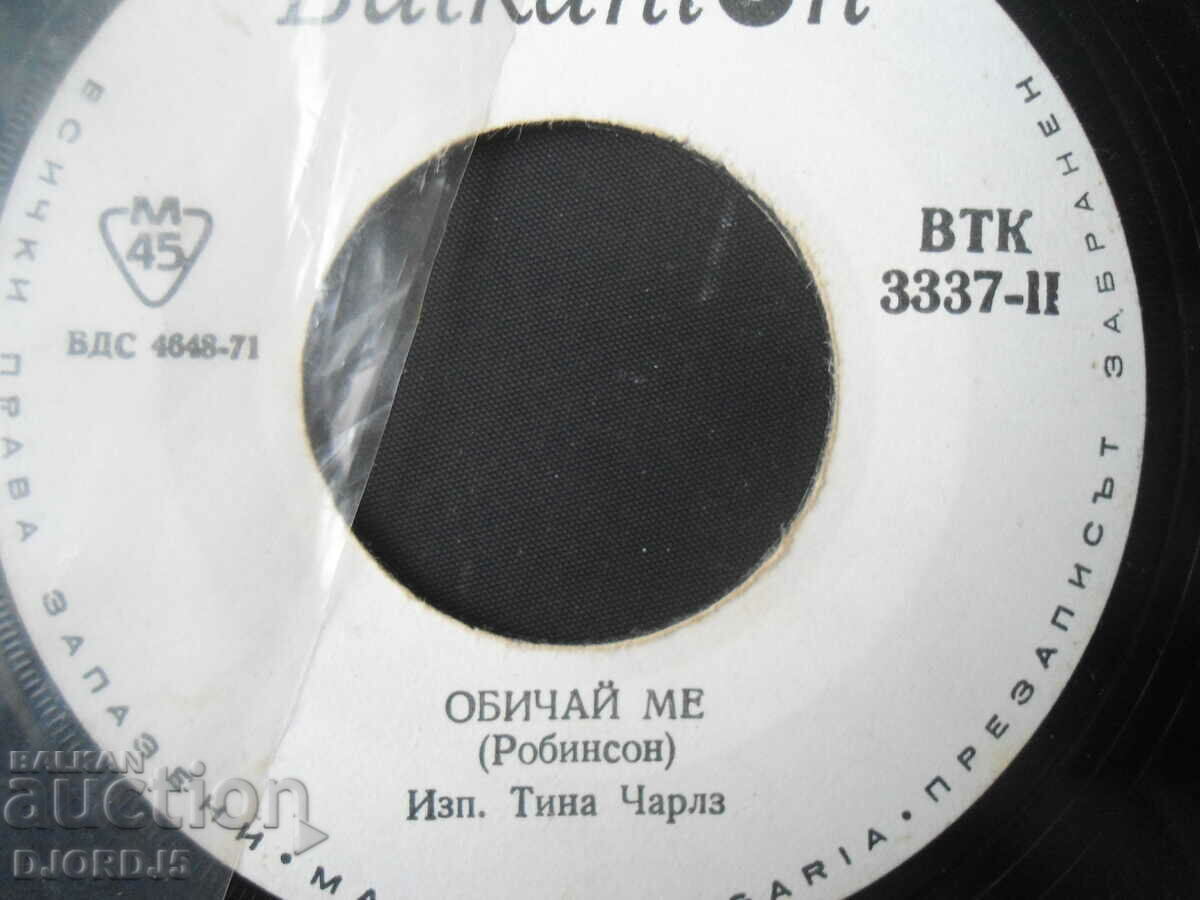 Balkanton
ВСИЧКИ ПРАВА ЗАПАЗЕНИ •
ПРЕЗАПИСЪТ ЗАБРАНЕН
М
45
БДС 4648-71
ВТК
3337-II
ОБИЧАЙ МЕ
(Робинсон)
Изп. Тина Чарлз
BALKAN
auction
DJORDJ5